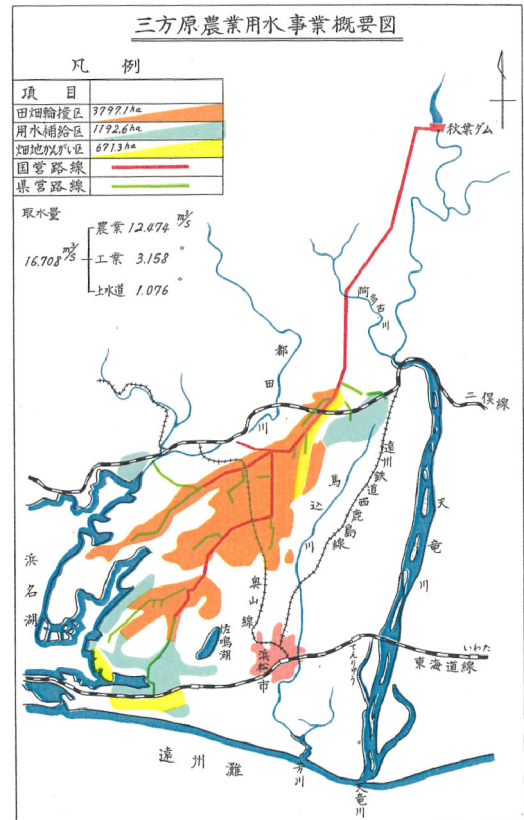 三方原農業用水事業概要図
凡例
項目
田畑輪換区 3797.1ha
用水補給区 1192.6ha
畑地かんがい区 671.3ha
国営路線
県営路線
取水量
16.708 m³/s
農業 12.474 m³/s
工業 3.158 〃
上水道 1.076 〃
秋葉ダム
阿多古川
都田川
二俣線
遠州鉄道西鹿島線
馬込川
天竜川
浜名湖
奥山線
佐鳴湖
浜松市
てんりゅう
いわた
東海道線
遠州灘
天竜川